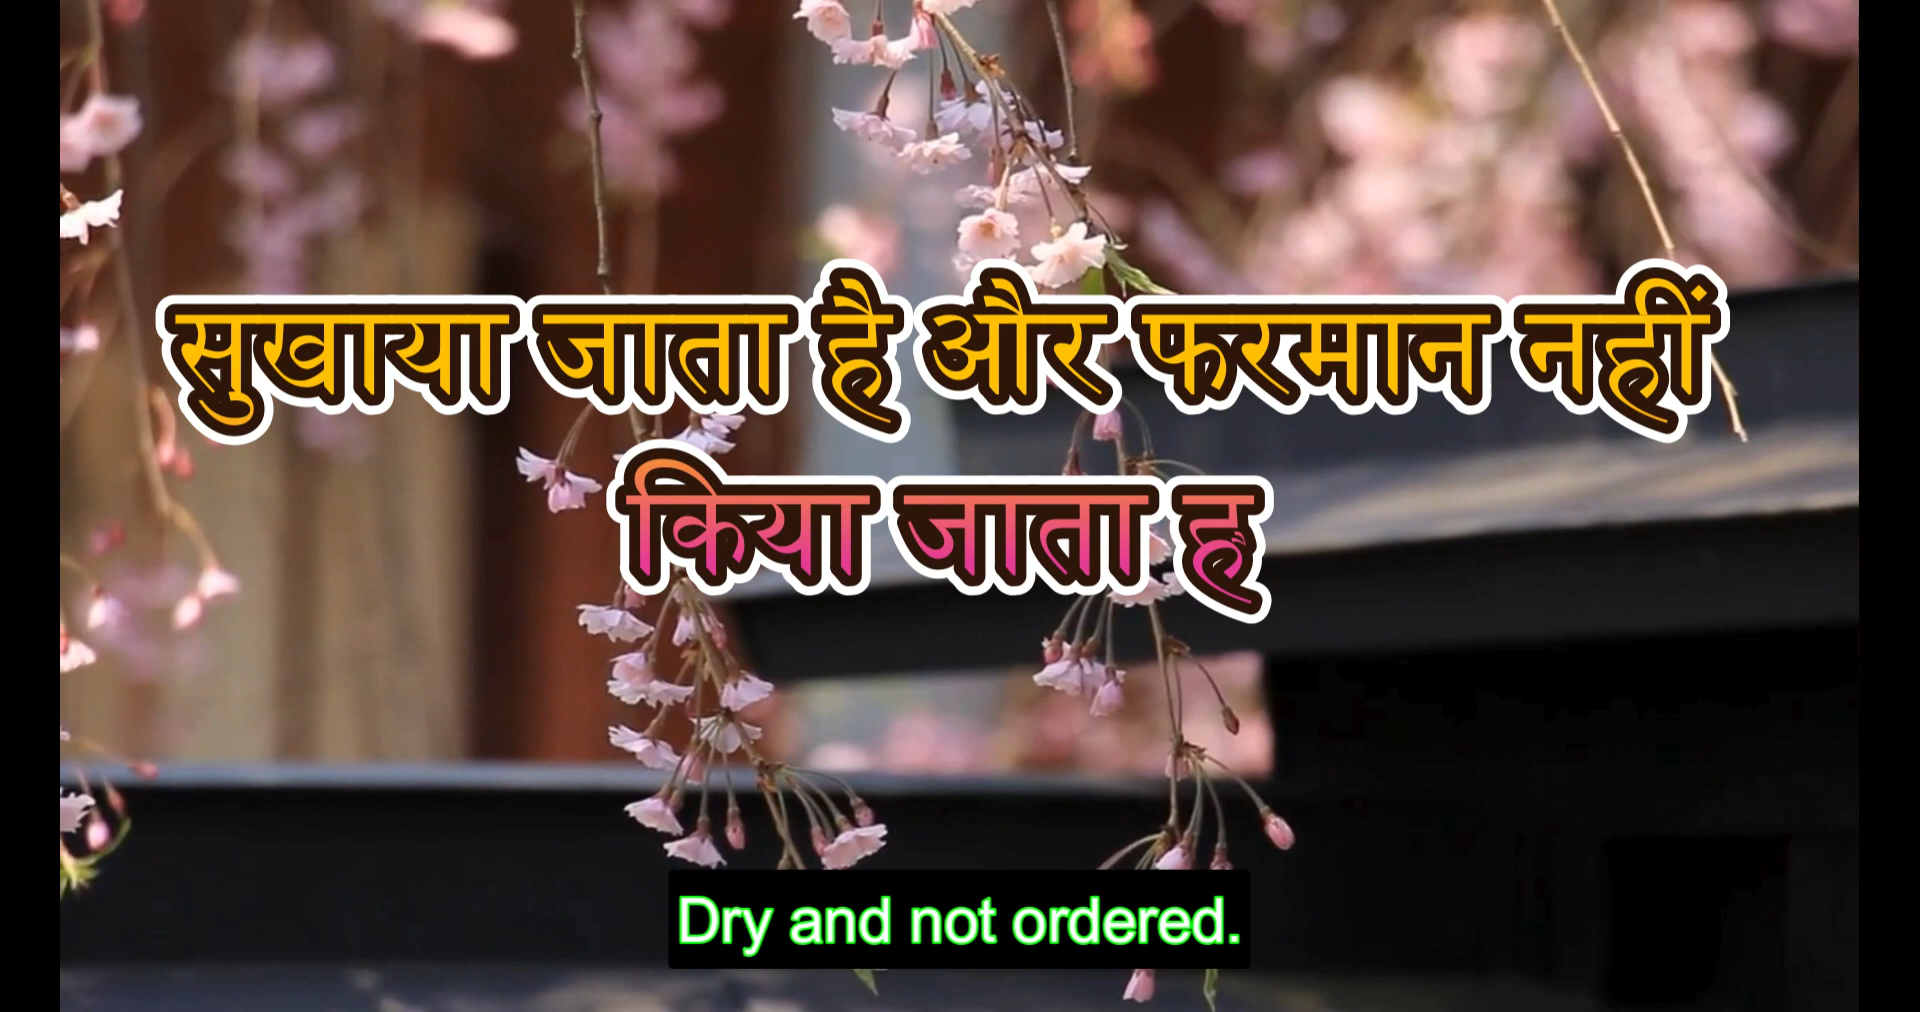 सुखाया जाता है और फरमान नहीं
किया जाता ह
Dry and not ordered.